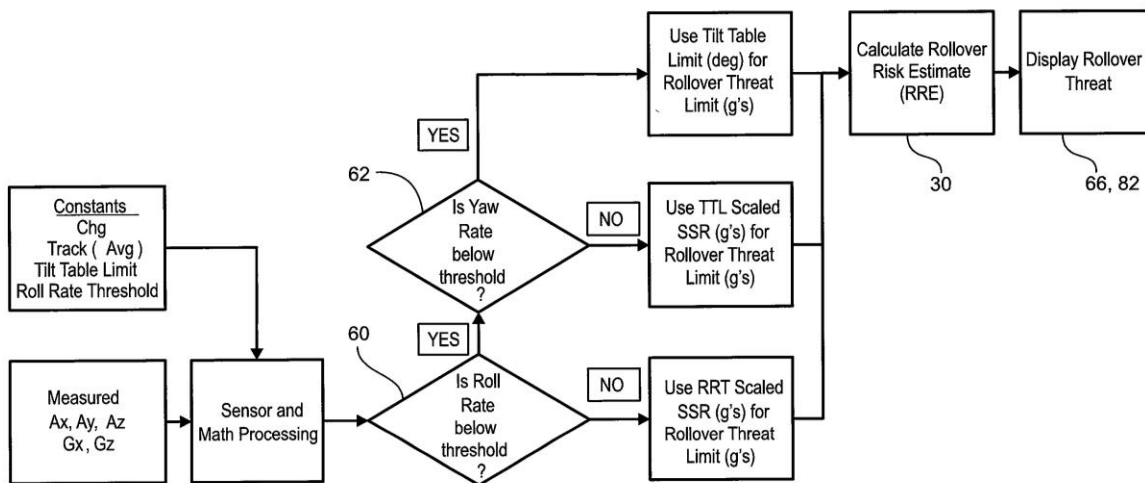 Use Tilt Table
Limit (deg) for
Rollover Threat
Limit (g's)
Calculate Rollover
Risk Estimate
(RRE)
Display Rollover
Threat
YES
30
66, 82
62
Constants
Chg
Track ( Avg )
Tilt Table Limit
Roll Rate Threshold
Is Yaw
Rate
below
threshold
?
NO
Use TTL Scaled
SSR (g's) for
Rollover Threat
Limit (g's)
YES
60
Measured
Ax, Ay, Az
Gx, Gz
Sensor and
Math Processing
Is Roll
Rate
below
threshold
?
NO
Use RRT Scaled
SSR (g's) for
Rollover Threat
Limit (g's)